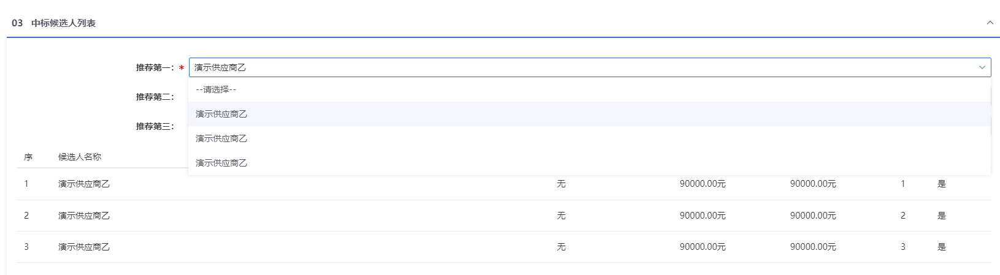 03 中标候选人列表
推荐第一：* 演示供应商乙
--请选择--
推荐第二：
演示供应商乙
推荐第三：
演示供应商乙
序 候选人名称
演示供应商乙
1 演示供应商乙 无 90000.00元 90000.00元 1 是
2 演示供应商乙 无 90000.00元 90000.00元 2 是
3 演示供应商乙 无 90000.00元 90000.00元 3 是